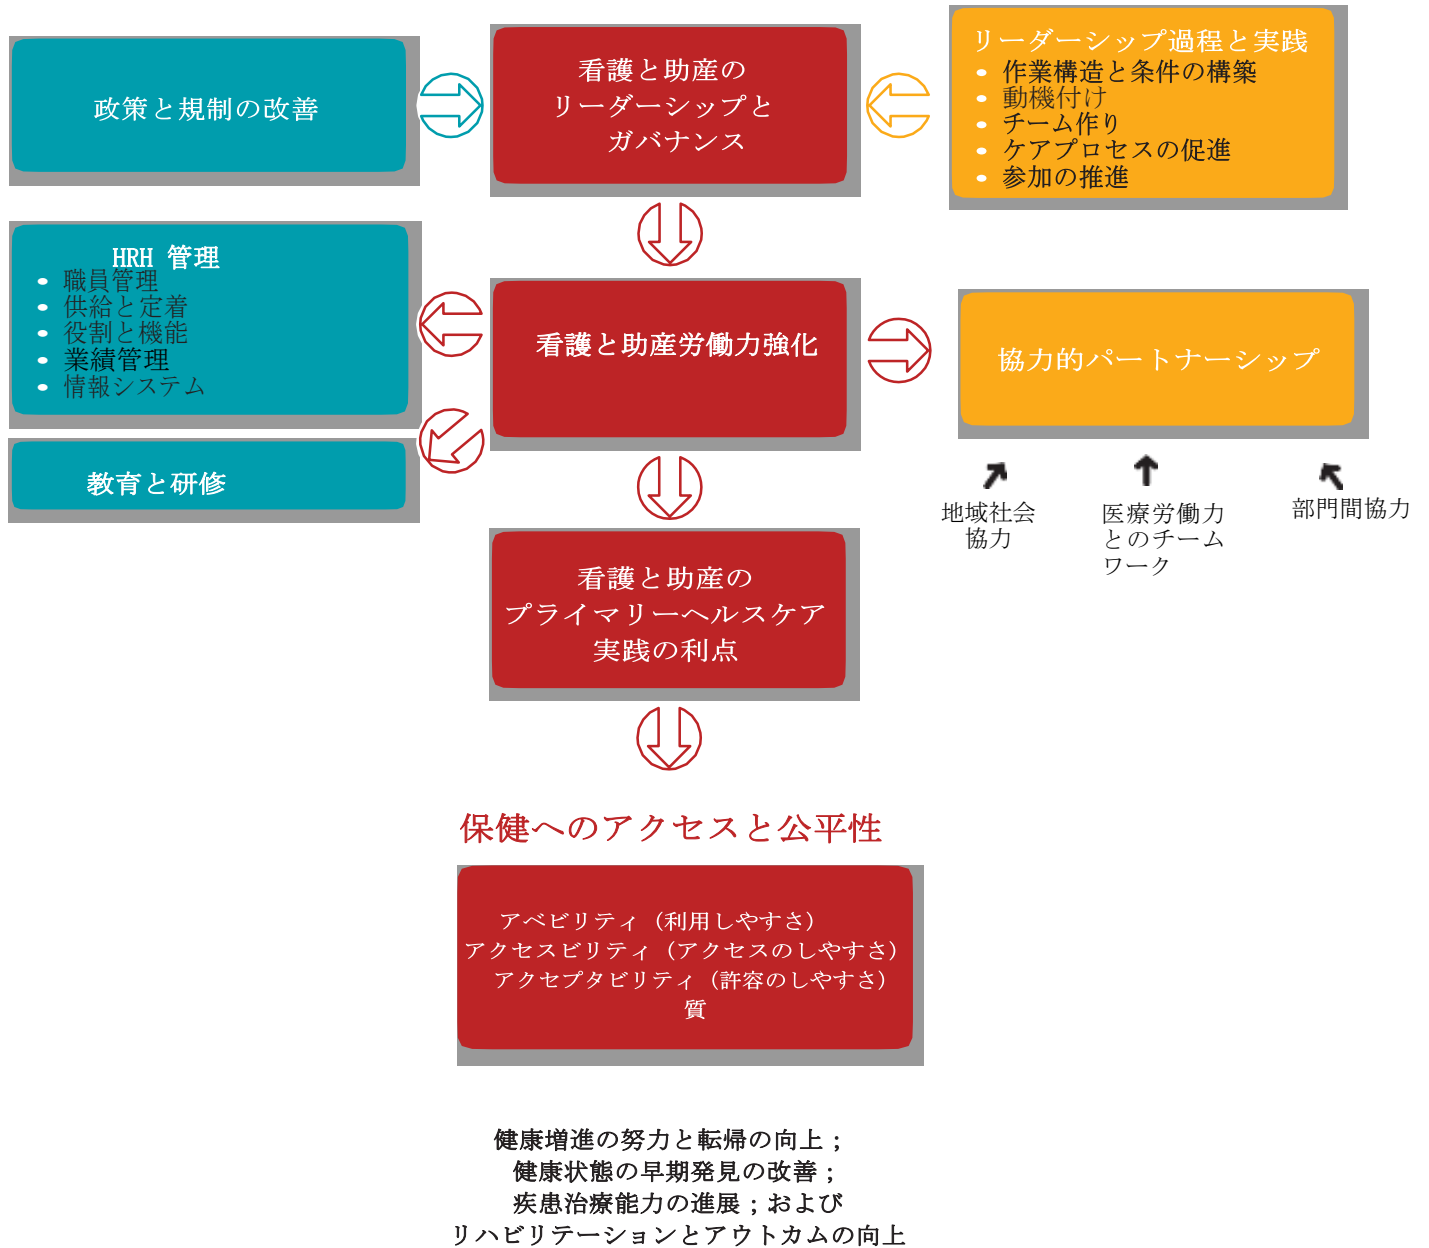 政策と規制の改善
看護と助産の
リーダーシップと
ガバナンス
リーダーシップ過程と実践
作業構造と条件の構築
動機付け
チーム作り
ケアプロセスの促進
参加の推進
HRH 管理
職員管理
供給と定着
役割と機能
業績管理
情報システム
看護と助産労働力強化
協力的パートナーシップ
教育と研修
地域社会
協力
医療労働力
とのチーム
ワーク
部門間協力
看護と助産の
プライマリーヘルスケア
実践の利点
保健へのアクセスと公平性
アベビリティ（利用しやすさ）
アクセスビリティ（アクセスのしやすさ）
アクセプタビリティ（許容のしやすさ）
質
健康増進の努力と転帰の向上；
健康状態の早期発見の改善；
疾患治療能力の進展；および
リハビリテーションとアウトカムの向上